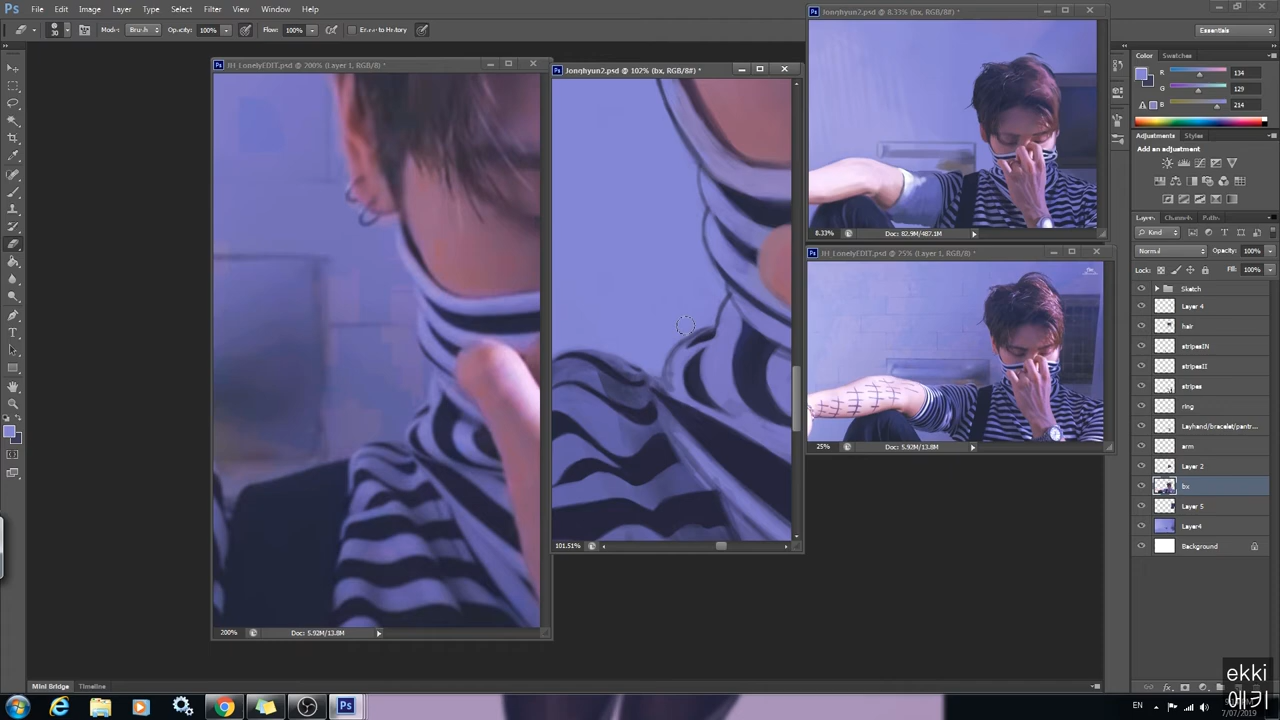 Ps File Edit Image Layer Type Select Filter View Window Help
30 Mode: Brush Opacity: 100% Flow: 100% Erase to History Essentials
JH LonelyEDIT.psd @ 200% (Layer 1, RGB/8) *
200% Doc: 5.92M/13.8M
Jonghyun2.psd @ 102% (bx, RGB/8#) *
101.51%
Jonghyun2.psd @ 8.33% (bx, RGB/8#) *
8.33% Doc: 82.9M/487.1M
JH LonelyEDIT.psd @ 25% (Layer 1, RGB/8) *
25% Doc: 5.92M/13.8M
Color Swatches
R 134
G 129
B 214
Adjustments Styles
Add an adjustment
Layers Channels Paths
Kind
Normal Opacity: 100%
Lock: Fill: 100%
Sketch
Layer 4
hair
stripesIN
stripesII
stripes
ring
Layhand/bracelet/pantr...
arm
Layer 2
bx
Layer 5
Layer4
Background
Mini Bridge Timeline
ekki
에키
EN
7/07/2019